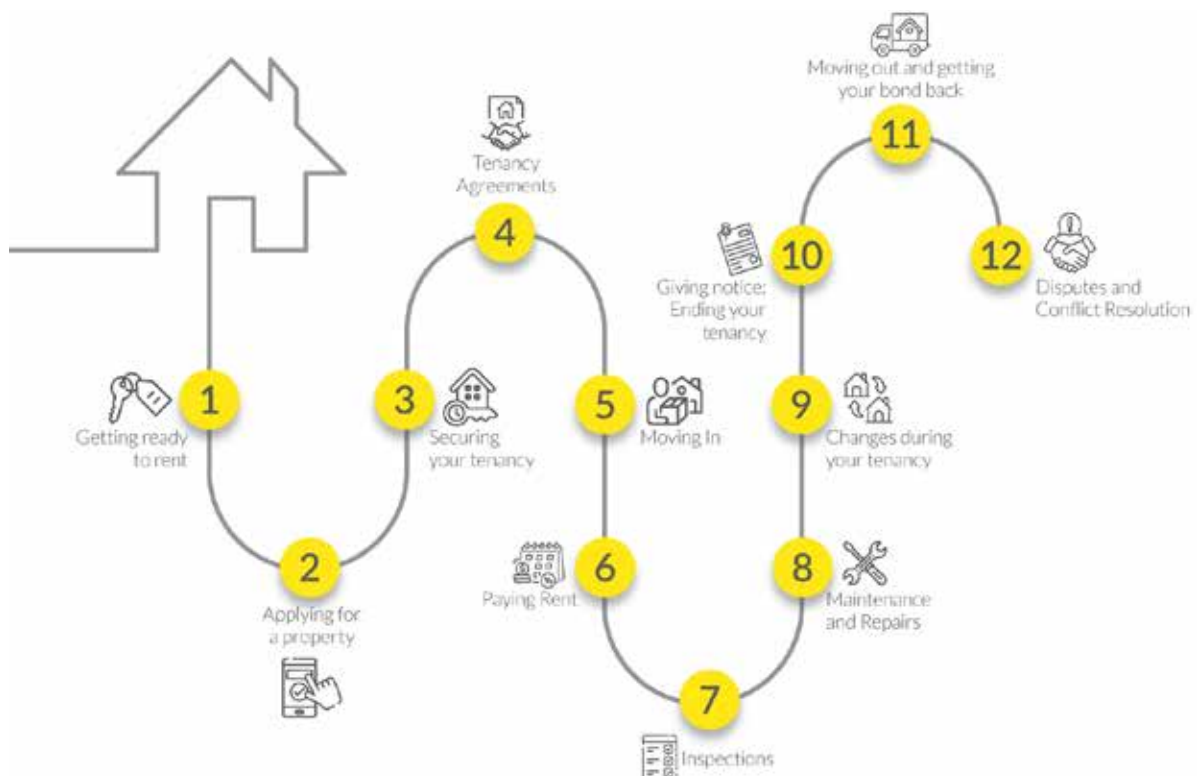 1
Getting ready
to rent
2
Applying for
a property
3
Securing
your tenancy
Tenancy
Agreements
4
5
Moving In
6
Paying Rent
7
Inspections
8
Maintenance
and Repairs
9
Changes during
your tenancy
10
Giving notice:
Ending your
tenancy
Moving out and getting
your bond back
11
12
Disputes and
Conflict Resolution